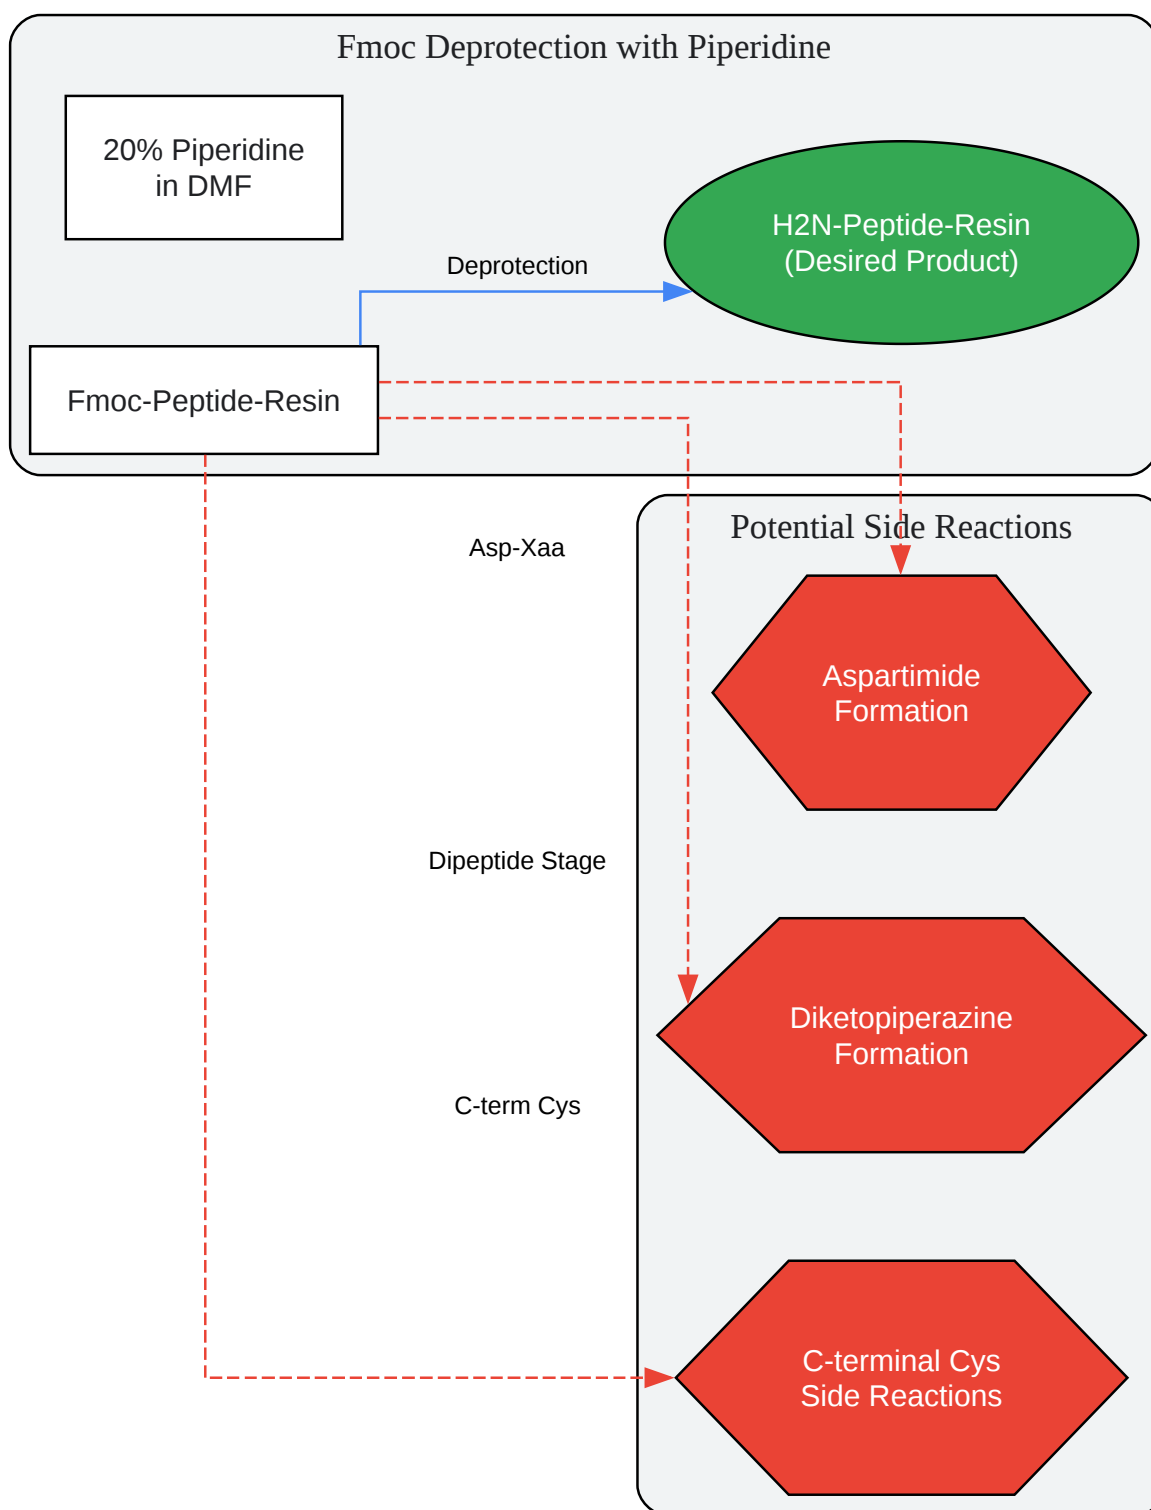 Fmoc Deprotection with Piperidine
20% Piperidine
in DMF
H2N-Peptide-Resin
(Desired Product)
Deprotection
Fmoc-Peptide-Resin
Potential Side Reactions
Asp-Xaa
Aspartimide
Formation
Dipeptide Stage
Diketopiperazine
Formation
C-term Cys
C-terminal Cys
Side Reactions